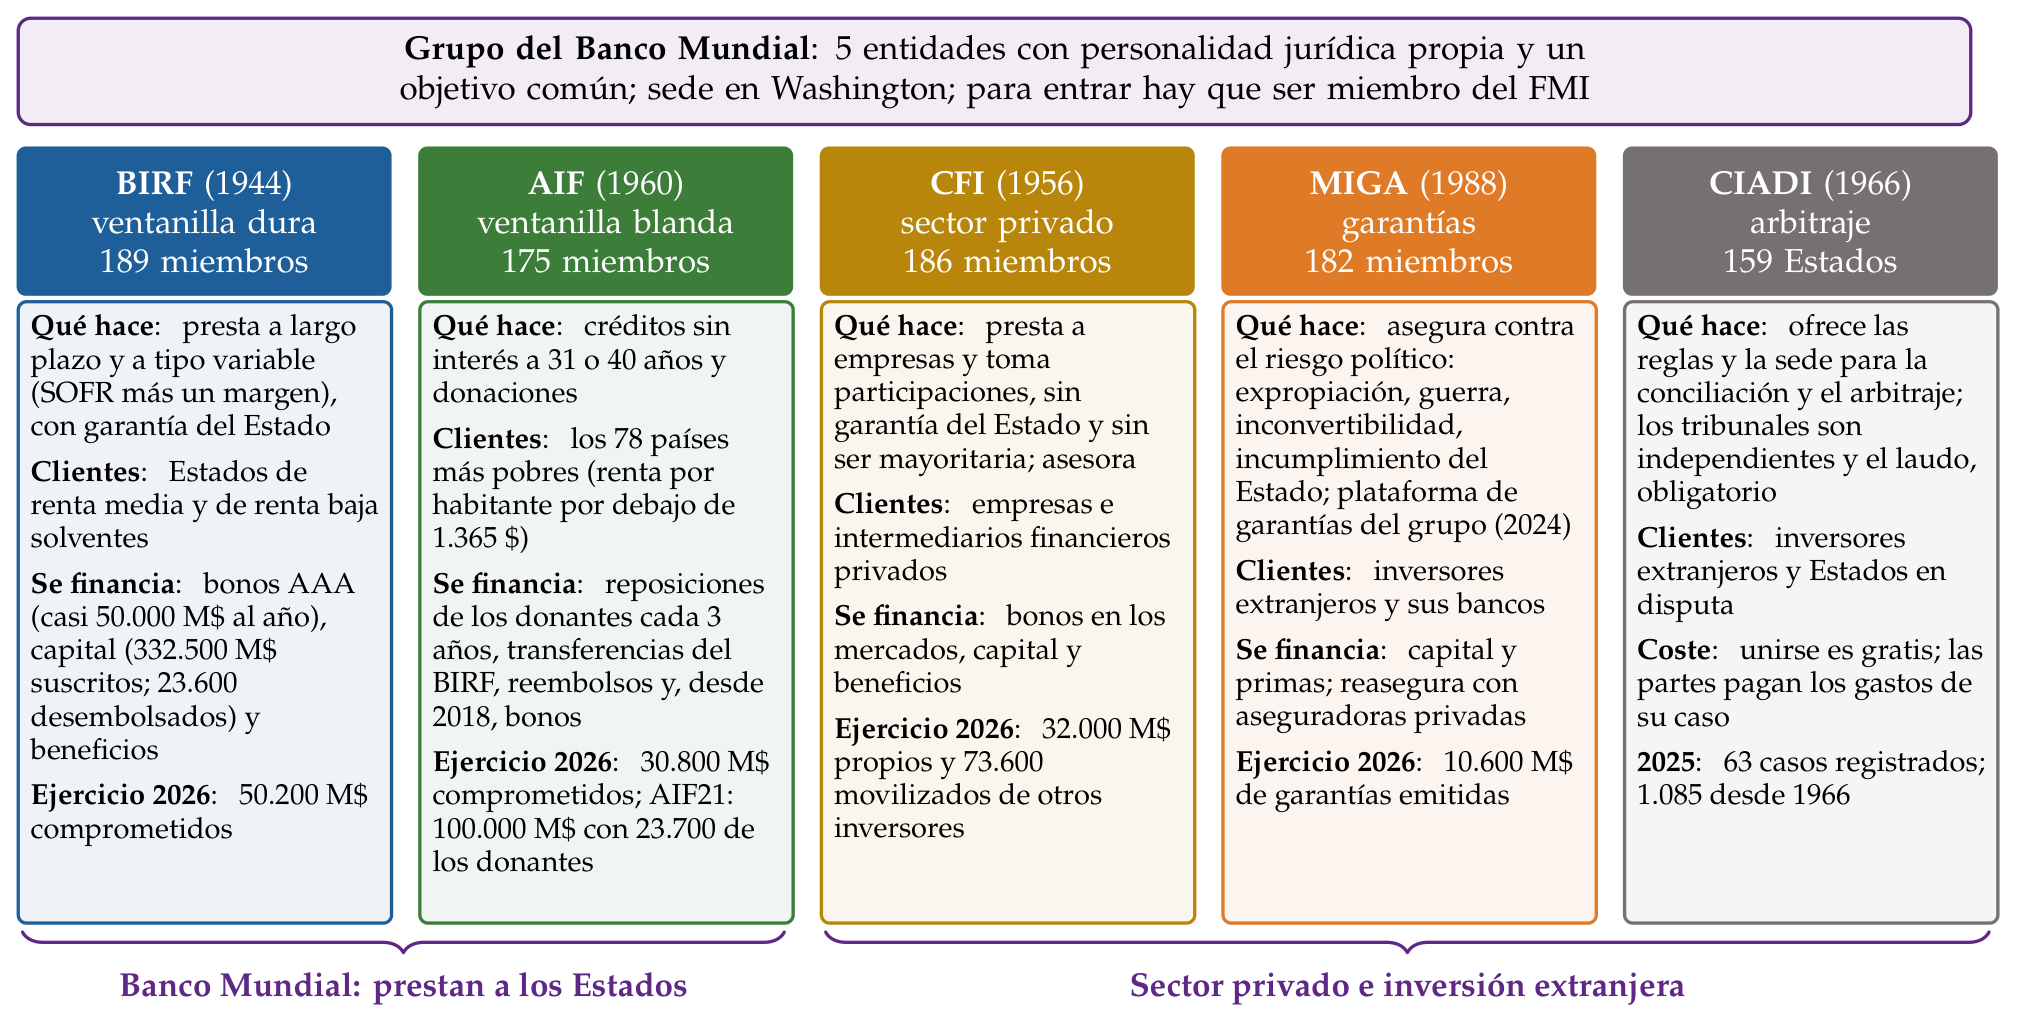 Grupo del Banco Mundial: 5 entidades con personalidad jurídica propia y un
objetivo común; sede en Washington; para entrar hay que ser miembro del FMI
BIRF (1944)
ventanilla dura
189 miembros
Qué hace: presta a largo
plazo y a tipo variable
(SOFR más un margen),
con garantía del Estado
Clientes: Estados de
renta media y de renta baja
solventes
Se financia: bonos AAA
(casi 50.000 M$ al año),
capital (332.500 M$
suscritos; 23.600
desembolsados) y
beneficios
Ejercicio 2026: 50.200 M$
comprometidos
AIF (1960)
ventanilla blanda
175 miembros
Qué hace: créditos sin
interés a 31 o 40 años y
donaciones
Clientes: los 78 países
más pobres (renta por
habitante por debajo de
1.365 $)
Se financia: reposiciones
de los donantes cada 3
años, transferencias del
BIRF, reembolsos y, desde
2018, bonos
Ejercicio 2026: 30.800 M$
comprometidos; AIF21:
100.000 M$ con 23.700 de
los donantes
CFI (1956)
sector privado
186 miembros
Qué hace: presta a
empresas y toma
participaciones, sin
garantía del Estado y sin
ser mayoritaria; asesora
Clientes: empresas e
intermediarios financieros
privados
Se financia: bonos en los
mercados, capital y
beneficios
Ejercicio 2026: 32.000 M$
propios y 73.600
movilizados de otros
inversores
MIGA (1988)
garantías
182 miembros
Qué hace: asegura contra
el riesgo político:
expropiación, guerra,
inconvertibilidad,
incumplimiento del
Estado; plataforma de
garantías del grupo (2024)
Clientes: inversores
extranjeros y sus bancos
Se financia: capital y
primas; reasegura con
aseguradoras privadas
Ejercicio 2026: 10.600 M$
de garantías emitidas
CIADI (1966)
arbitraje
159 Estados
Qué hace: ofrece las
reglas y la sede para la
conciliación y el arbitraje;
los tribunales son
independientes y el laudo,
obligatorio
Clientes: inversores
extranjeros y Estados en
disputa
Coste: unirse es gratis; las
partes pagan los gastos de
su caso
2025: 63 casos registrados;
1.085 desde 1966
Banco Mundial: prestan a los Estados
Sector privado e inversión extranjera